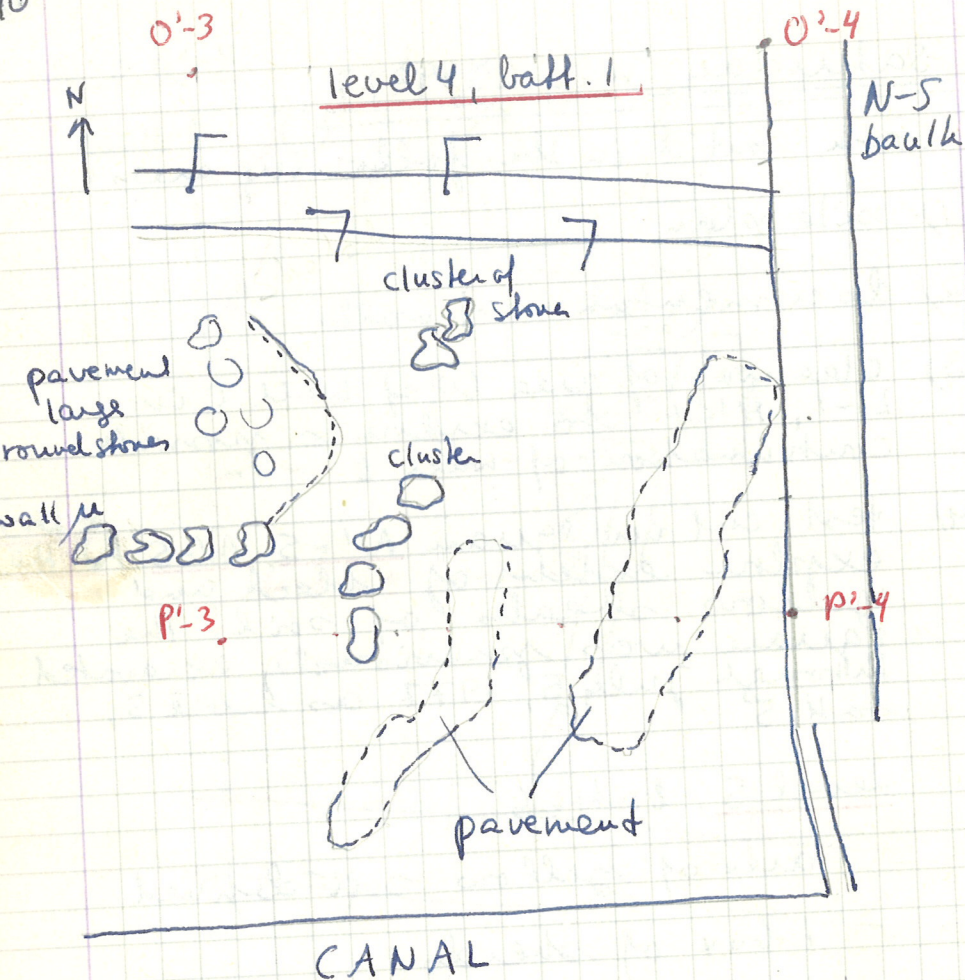 O'-3
O'-4
level 4, batt. 1
N
N-S
baulk
cluster of
stones
pavement
large
round stones
cluster
wall μ
P'-3
P'-4
pavement
CANAL